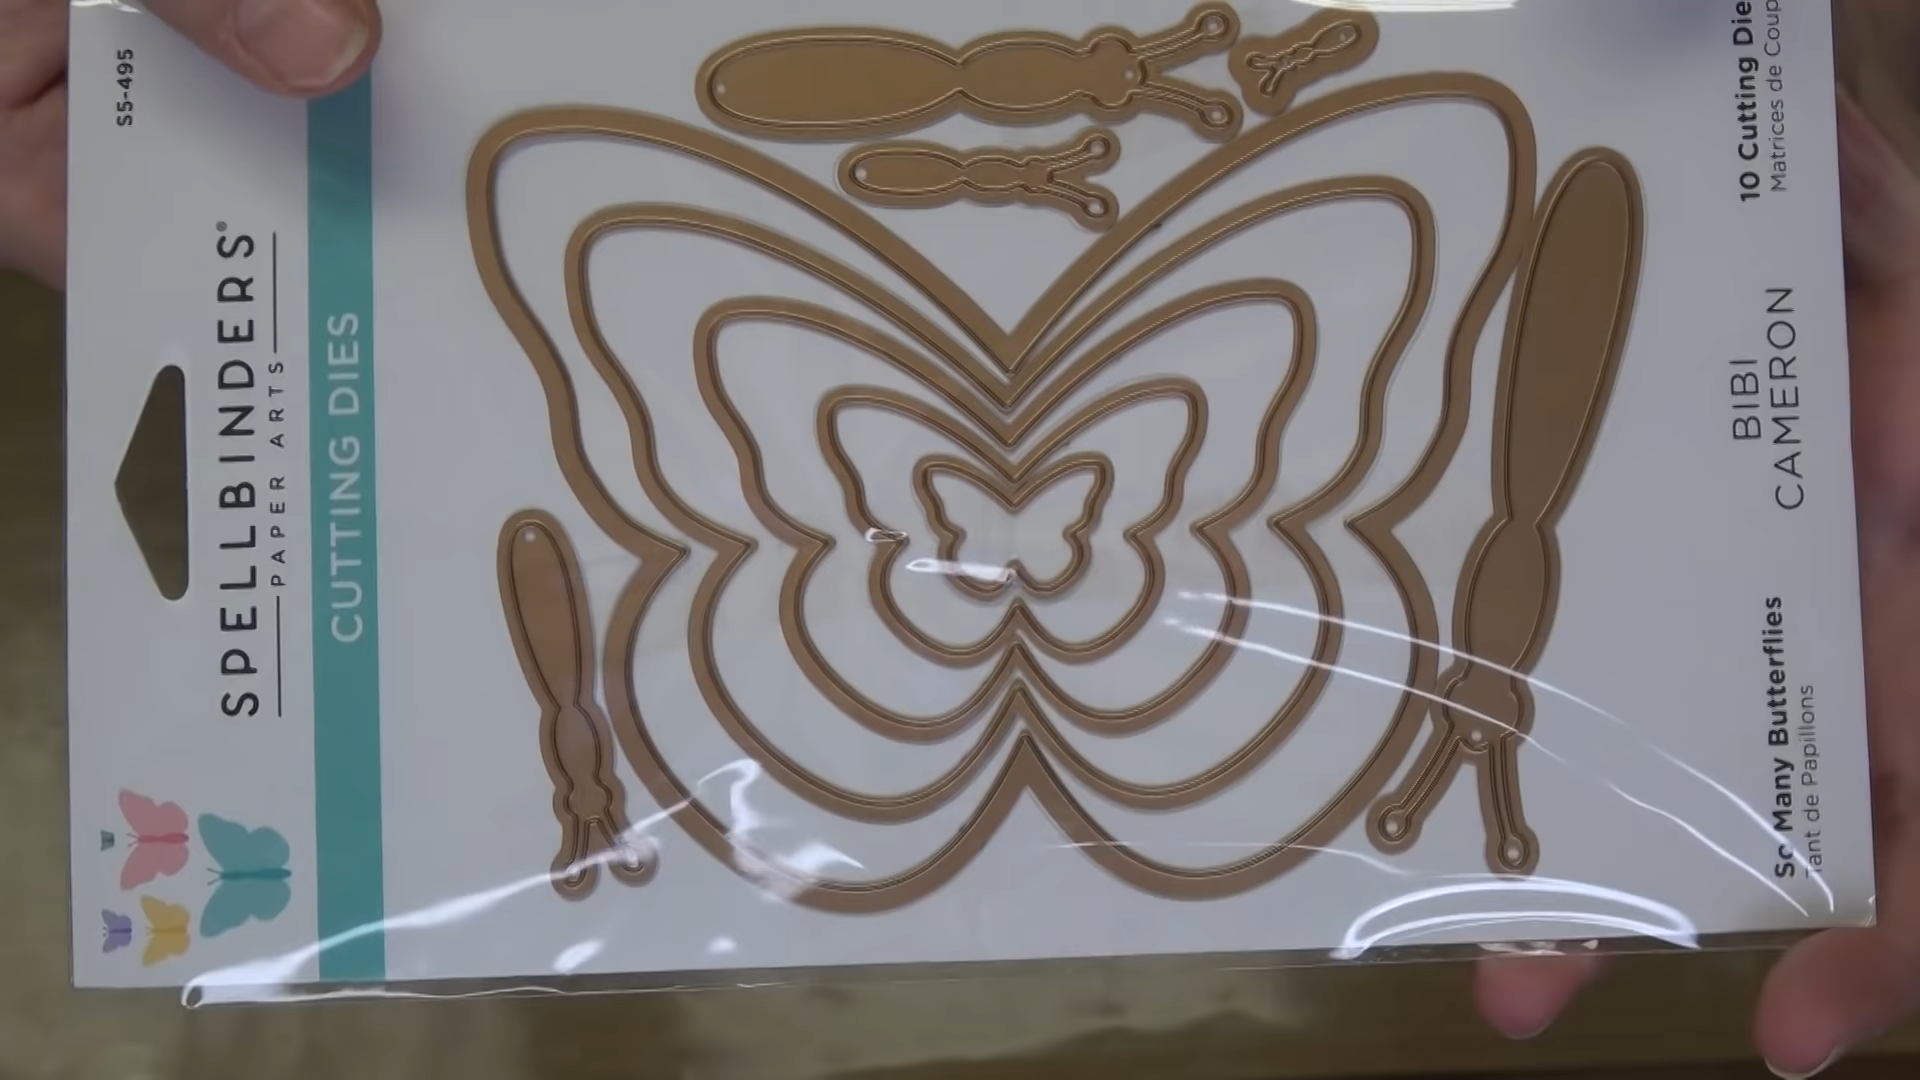 S5-495
SPELLBINDERS®
PAPER ARTS
CUTTING DIES
10 Cutting Die
Matrices de Coup
BIBI
CAMERON
So Many Butterflies
Tant de Papillons